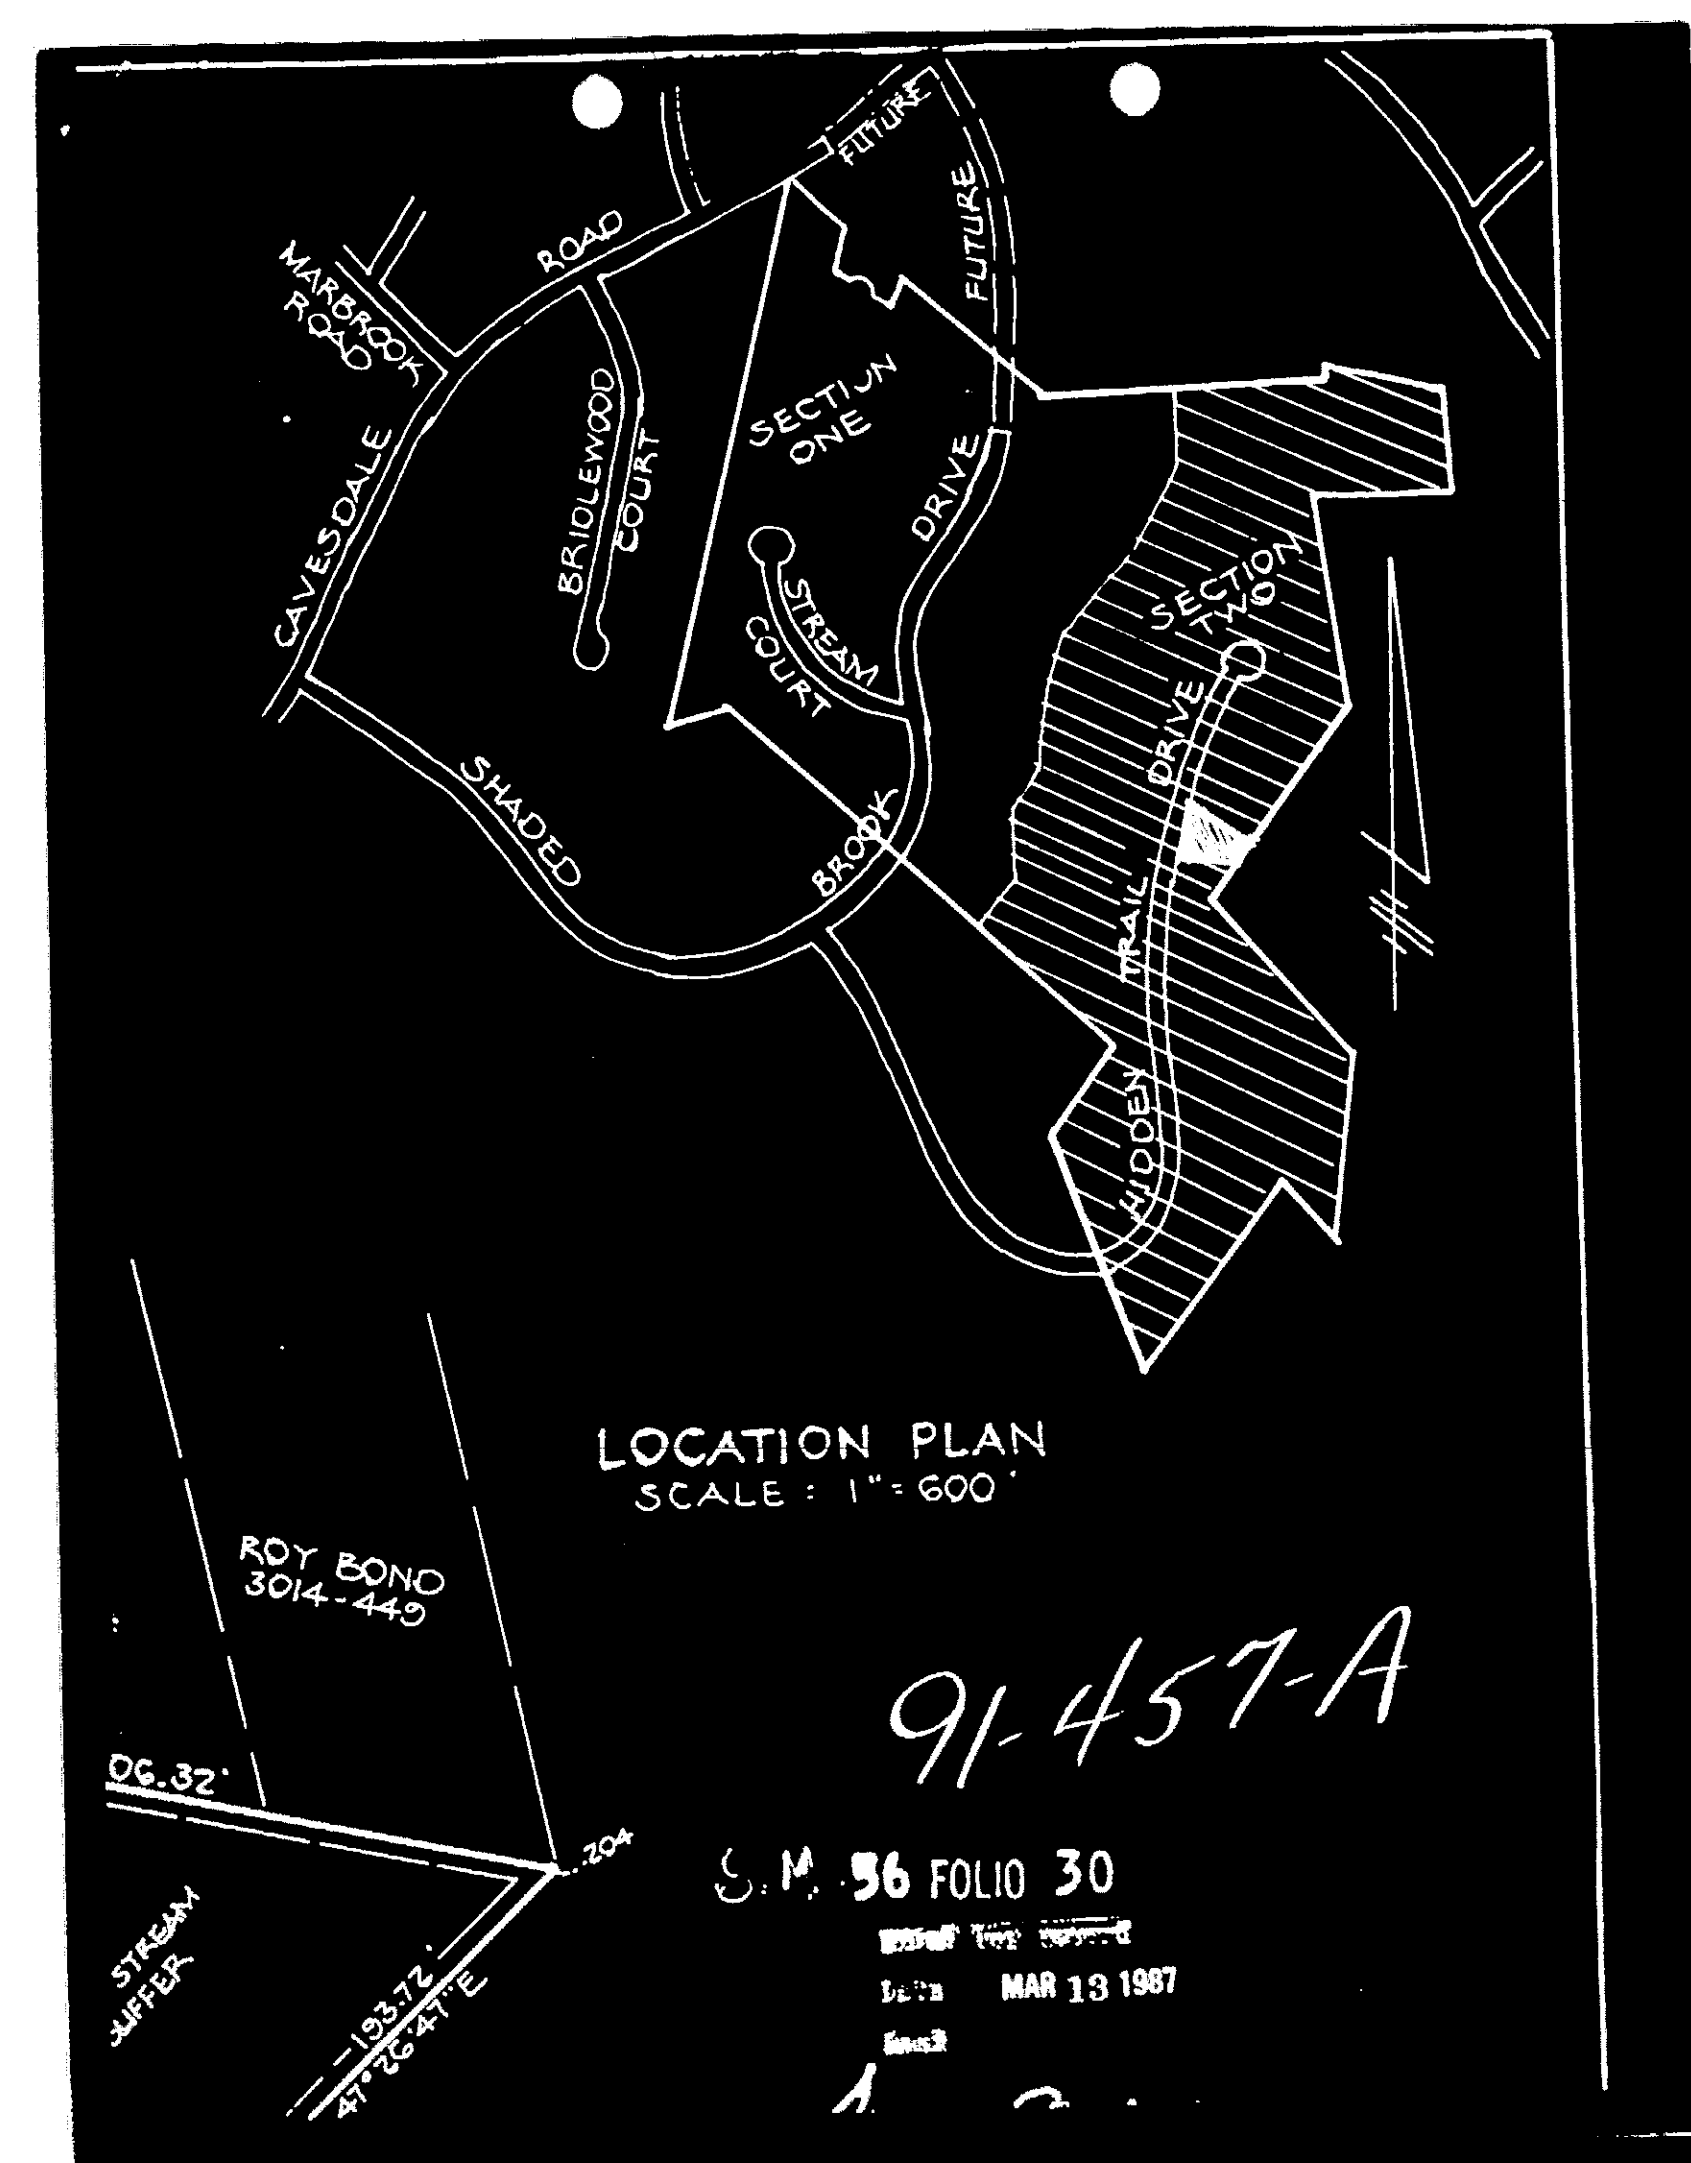 FUTURE
FUTURE
MARBROOK
ROAD
ROAD
CAVESDALE
BRIDLEWOOD
COURT
SECTION
ONE
DRIVE
STREAM
COURT
SECTION
TWO
DRIVE
SHADED
BROOK
TRAIL
HIDDEN
LOCATION PLAN
SCALE : 1" = 600'
ROY BOND
3014-449
91-457-A
06.32'
204
S.M. 56 FOLIO 30
MAR 13 1987
STREAM
UFFER
193.72'
47°26'47"E